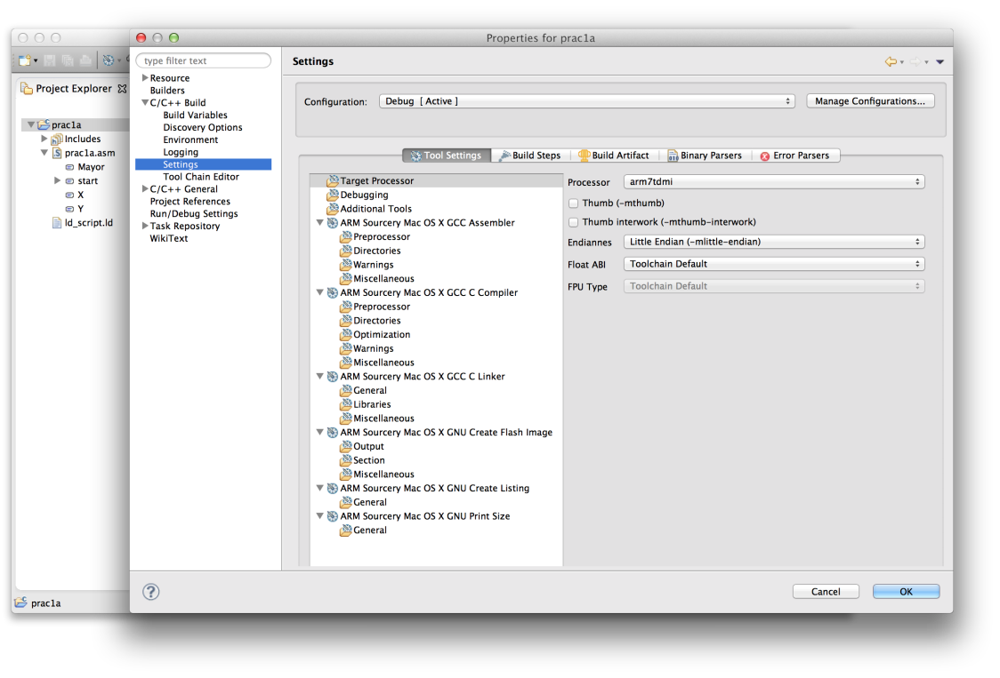 Properties for prac1a
Project Explorer
prac1a
Includes
prac1a.asm
Mayor
start
X
Y
ld_script.ld
prac1a
type filter text
Resource
Builders
C/C++ Build
Build Variables
Discovery Options
Environment
Logging
Settings
Tool Chain Editor
C/C++ General
Project References
Run/Debug Settings
Task Repository
WikiText
Settings
Configuration:
Debug [ Active ]
Manage Configurations...
Tool Settings
Build Steps
Build Artifact
Binary Parsers
Error Parsers
Target Processor
Debugging
Additional Tools
ARM Sourcery Mac OS X GCC Assembler
Preprocessor
Directories
Warnings
Miscellaneous
ARM Sourcery Mac OS X GCC C Compiler
Preprocessor
Directories
Optimization
Warnings
Miscellaneous
ARM Sourcery Mac OS X GCC C Linker
General
Libraries
Miscellaneous
ARM Sourcery Mac OS X GNU Create Flash Image
Output
Section
Miscellaneous
ARM Sourcery Mac OS X GNU Create Listing
General
ARM Sourcery Mac OS X GNU Print Size
General
Processor arm7tdmi
Thumb (-mthumb)
Thumb interwork (-mthumb-interwork)
Endiannes Little Endian (-mlittle-endian)
Float ABI Toolchain Default
FPU Type Toolchain Default
?
Cancel
OK